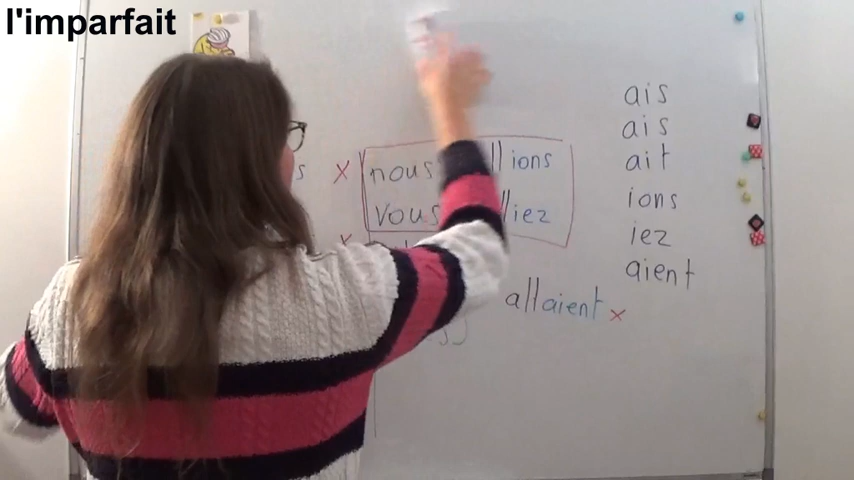 l'imparfait
ais
nous allions
ais
vous alliez
ait
ions
iez
aient
allaient x